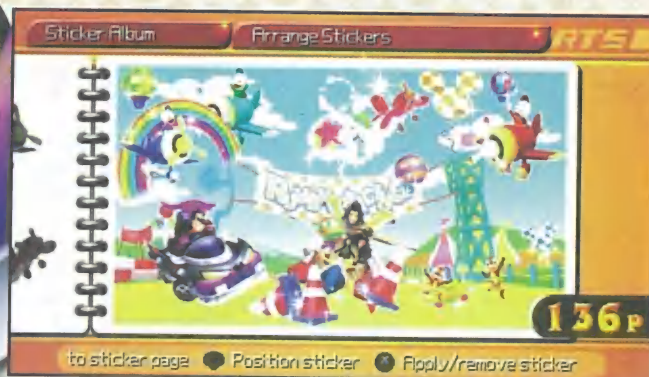 Sticker Album
Arrange Stickers
RTS
136P
to sticker page Position sticker Apply/remove sticker